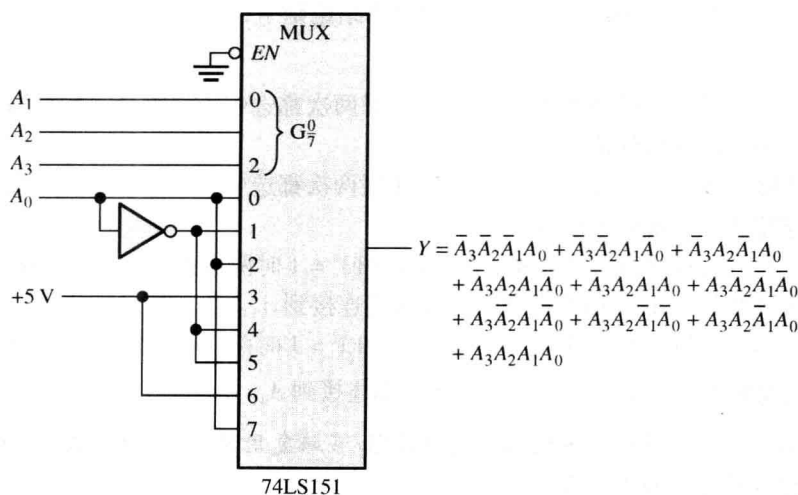 MUX
EN
A₁ 0
A₂
A₃ 2
G 0/7
A₀ 0
1
2
+5 V 3
4
5
6
7
74LS151
Y = A̅₃A̅₂A̅₁A₀ + A̅₃A̅₂A₁A̅₀ + A̅₃A₂A̅₁A₀
+ A̅₃A₂A₁A̅₀ + A̅₃A₂A₁A₀ + A₃A̅₂A̅₁A̅₀
+ A₃A̅₂A₁A̅₀ + A₃A₂A̅₁A̅₀ + A₃A₂A̅₁A₀
+ A₃A₂A₁A₀